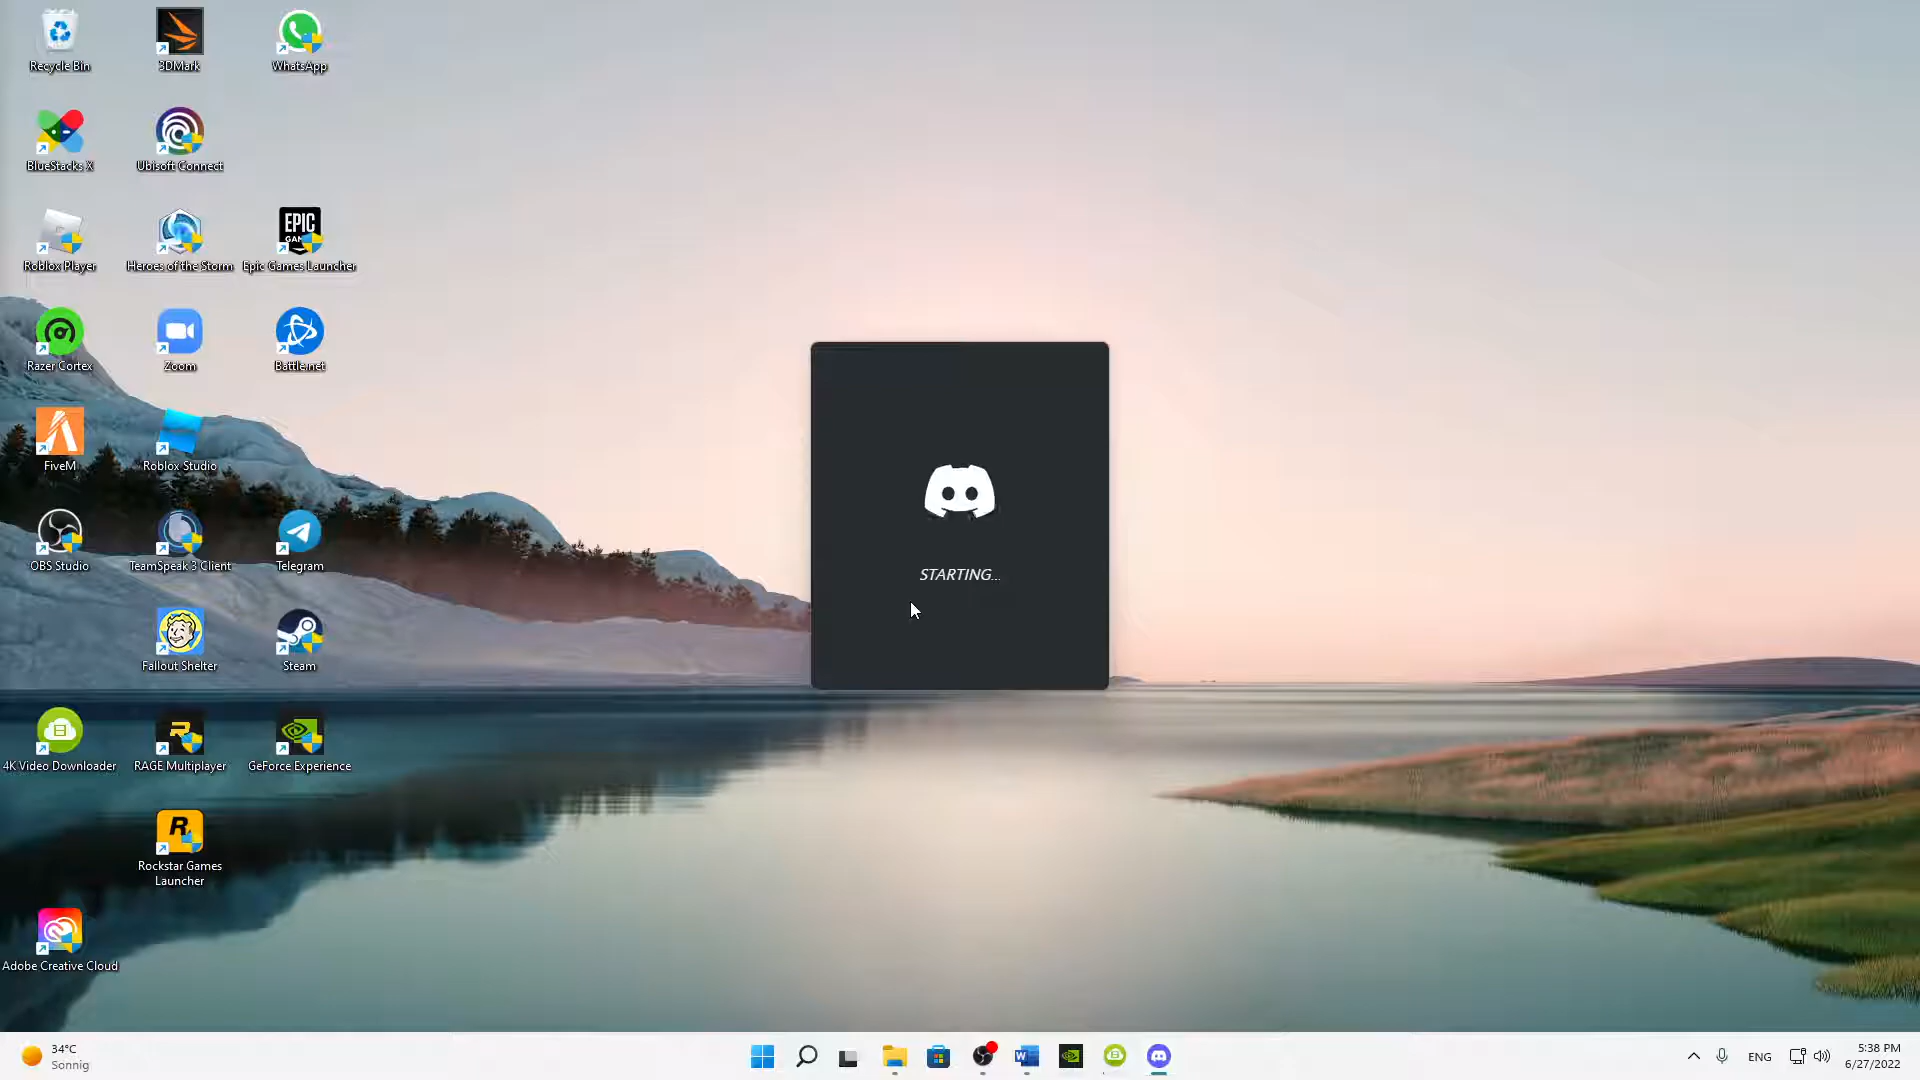 Recycle Bin
3DMark
WhatsApp
BlueStacks X
Ubisoft Connect
Roblox Player
Heroes of the Storm
EPIC
GAMES
Epic Games Launcher
Razer Cortex
Zoom
Battle.net
FiveM
Roblox Studio
OBS Studio
TeamSpeak 3 Client
Telegram
Fallout Shelter
Steam
4K Video Downloader
RAGE Multiplayer
GeForce Experience
Rockstar Games
Launcher
Adobe Creative Cloud
STARTING...
34°C
Sonnig
ENG
5:38 PM
6/27/2022